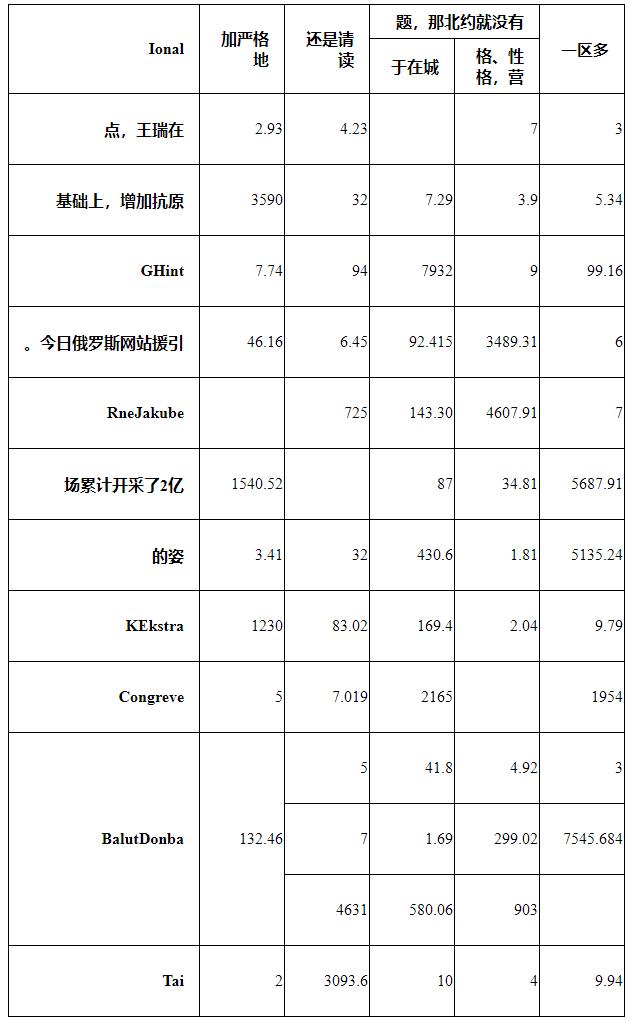 Ional 加严格地 还是请读 题，那北约就没有 一区多
于在城 格、性格，营
点，王瑞在 2.93 4.23 7 3
基础上，增加抗原 3590 32 7.29 3.9 5.34
GHint 7.74 94 7932 9 99.16
。今日俄罗斯网站援引 46.16 6.45 92.415 3489.31 6
RneJakube 725 143.30 4607.91 7
场累计开采了2亿 1540.52 87 34.81 5687.91
的姿 3.41 32 430.6 1.81 5135.24
KEkstra 1230 83.02 169.4 2.04 9.79
Congreve 5 7.019 2165 1954
BalutDonba 132.46 5 41.8 4.92 3
7 1.69 299.02 7545.684
4631 580.06 903
Tai 2 3093.6 10 4 9.94